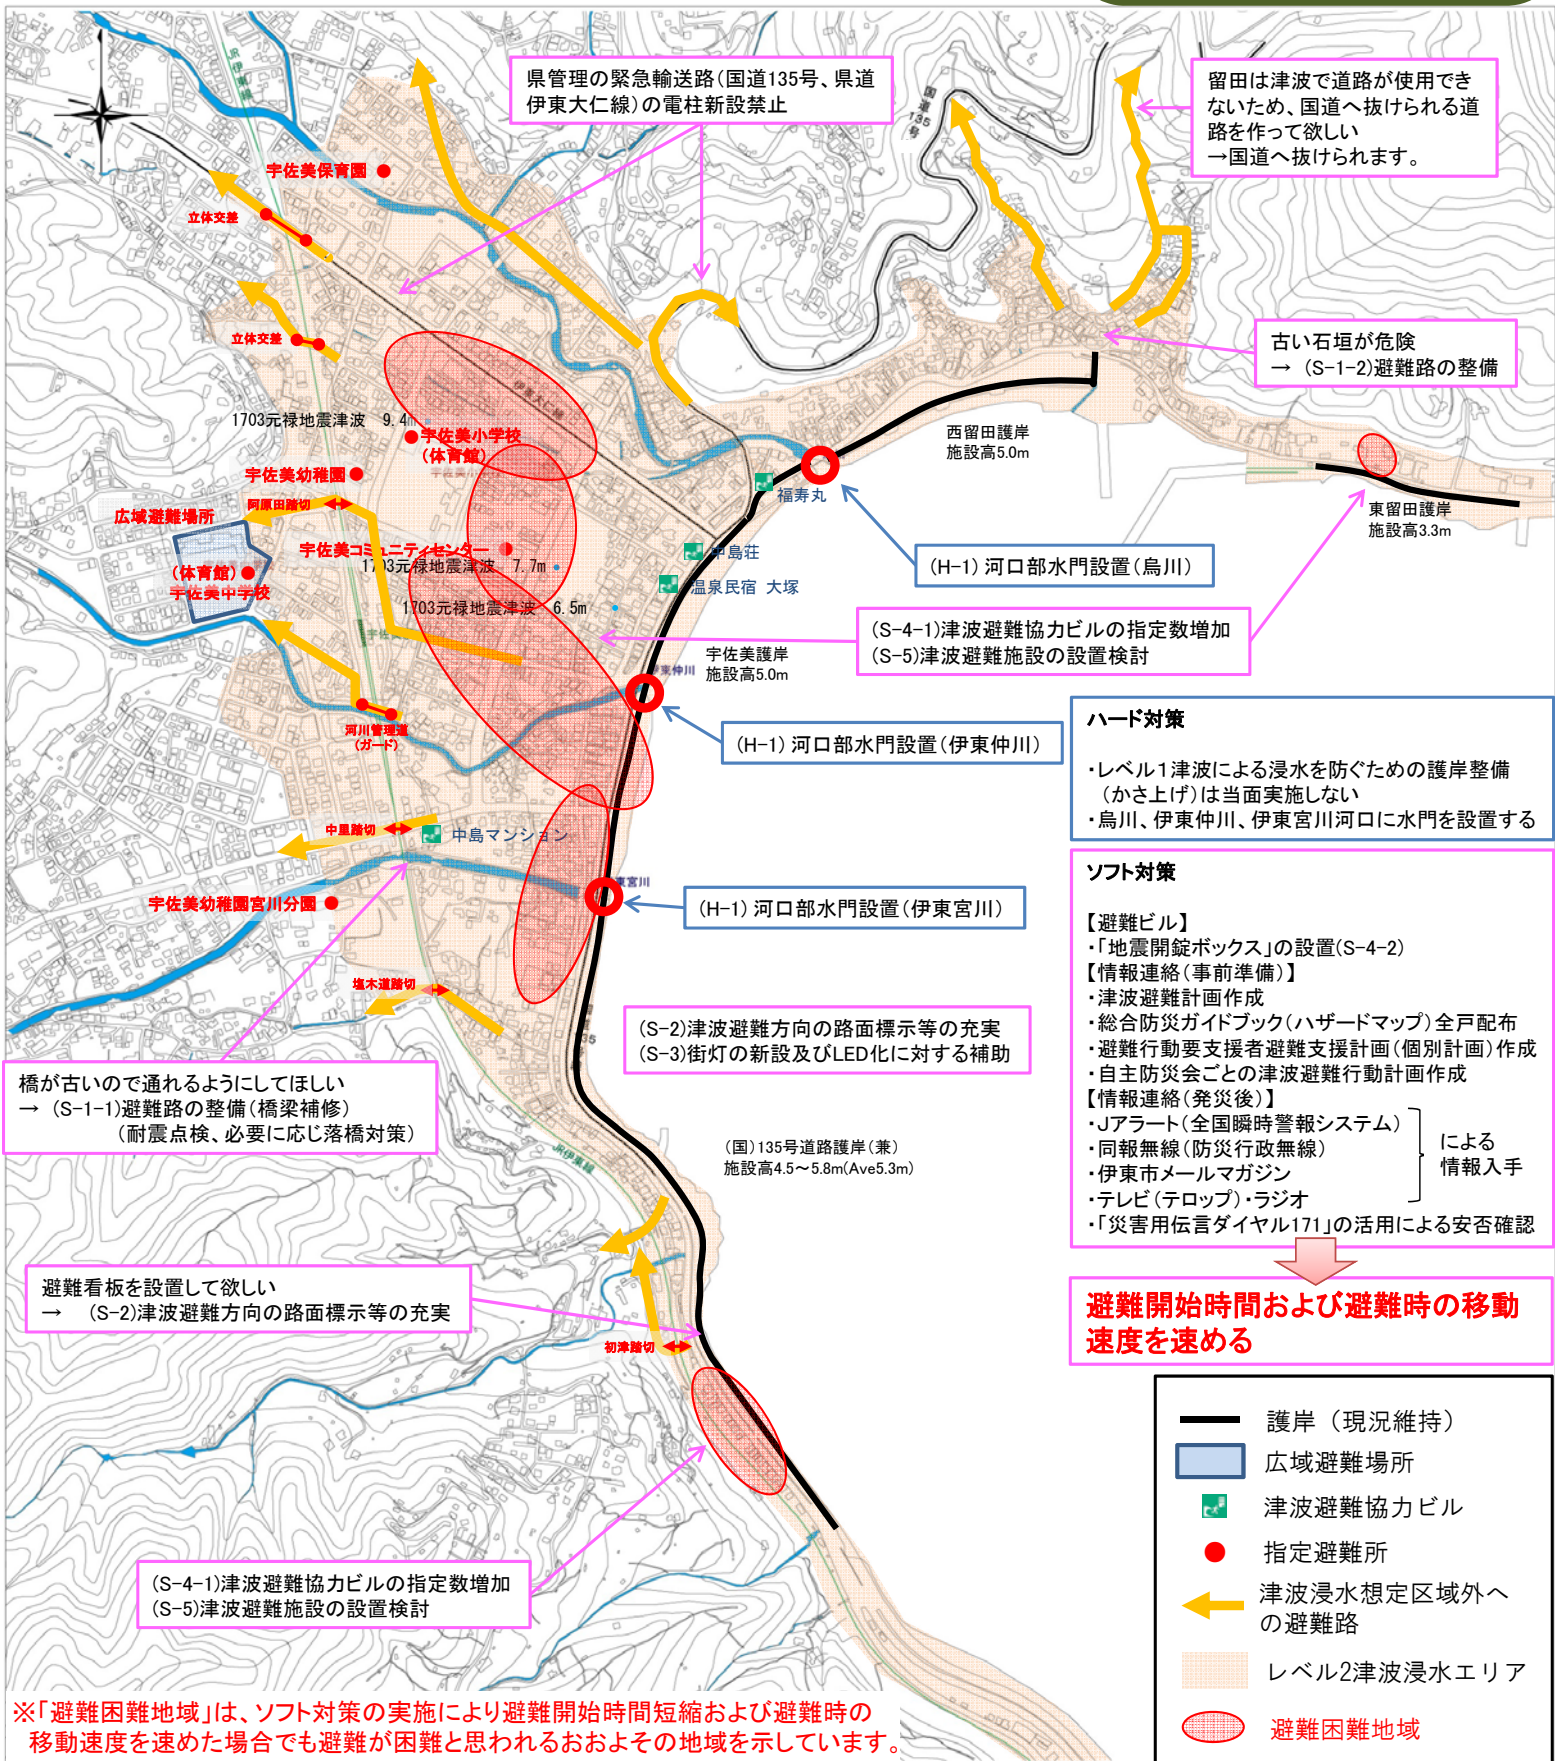 県管理の緊急輸送路(国道135号、県道
伊東大仁線)の電柱新設禁止
留田は津波で道路が使用でき
ないため、国道へ抜けられる道
路を作って欲しい
→国道へ抜けられます。
JR伊東線
国道135号
宇佐美保育園
立体交差
立体交差
古い石垣が危険
→ (S-1-2)避難路の整備
伊東大仁線
1703元禄地震津波 9.4m
宇佐美小学校
(体育館)
西留田護岸
施設高5.0m
宇佐美幼稚園
福寿丸
阿原田踏切
東留田護岸
施設高3.3m
広域避難場所
宇佐美コミュニティセンター
中島荘
1703元禄地震津波 7.7m
(H-1) 河口部水門設置(烏川)
(体育館)
宇佐美中学校
温泉民宿 大塚
1703元禄地震津波 6.5m
(S-4-1)津波避難協力ビルの指定数増加
(S-5)津波避難施設の設置検討
宇佐美護岸
施設高5.0m
伊東仲川
河川管理道
(ガード)
(H-1) 河口部水門設置(伊東仲川)
ハード対策
・レベル1津波による浸水を防ぐための護岸整備
(かさ上げ)は当面実施しない
・烏川、伊東仲川、伊東宮川河口に水門を設置する
中里踏切
中島マンション
東宮川
宇佐美幼稚園宮川分園
(H-1) 河口部水門設置(伊東宮川)
ソフト対策
【避難ビル】
・「地震開錠ボックス」の設置(S-4-2)
【情報連絡(事前準備)】
・津波避難計画作成
・総合防災ガイドブック(ハザードマップ)全戸配布
・避難行動要支援者避難支援計画(個別計画)作成
・自主防災会ごとの津波避難行動計画作成
【情報連絡(発災後)】
・Jアラート(全国瞬時警報システム)
・同報無線(防災行政無線)
・伊東市メールマガジン
・テレビ(テロップ)・ラジオ
による
情報入手
・「災害用伝言ダイヤル171」の活用による安否確認
塩木道踏切
(S-2)津波避難方向の路面標示等の充実
(S-3)街灯の新設及びLED化に対する補助
橋が古いので通れるようにしてほしい
→ (S-1-1)避難路の整備(橋梁補修)
(耐震点検、必要に応じ落橋対策)
JR伊東線
(国)135号道路護岸(兼)
施設高4.5～5.8m(Ave5.3m)
避難看板を設置して欲しい
→ (S-2)津波避難方向の路面標示等の充実
避難開始時間および避難時の移動
速度を速める
初津踏切
(S-4-1)津波避難協力ビルの指定数増加
(S-5)津波避難施設の設置検討
護岸（現況維持）
広域避難場所
津波避難協力ビル
指定避難所
津波浸水想定区域外へ
の避難路
レベル2津波浸水エリア
避難困難地域
※「避難困難地域」は、ソフト対策の実施により避難開始時間短縮および避難時の
移動速度を速めた場合でも避難が困難と思われるおおよその地域を示しています。